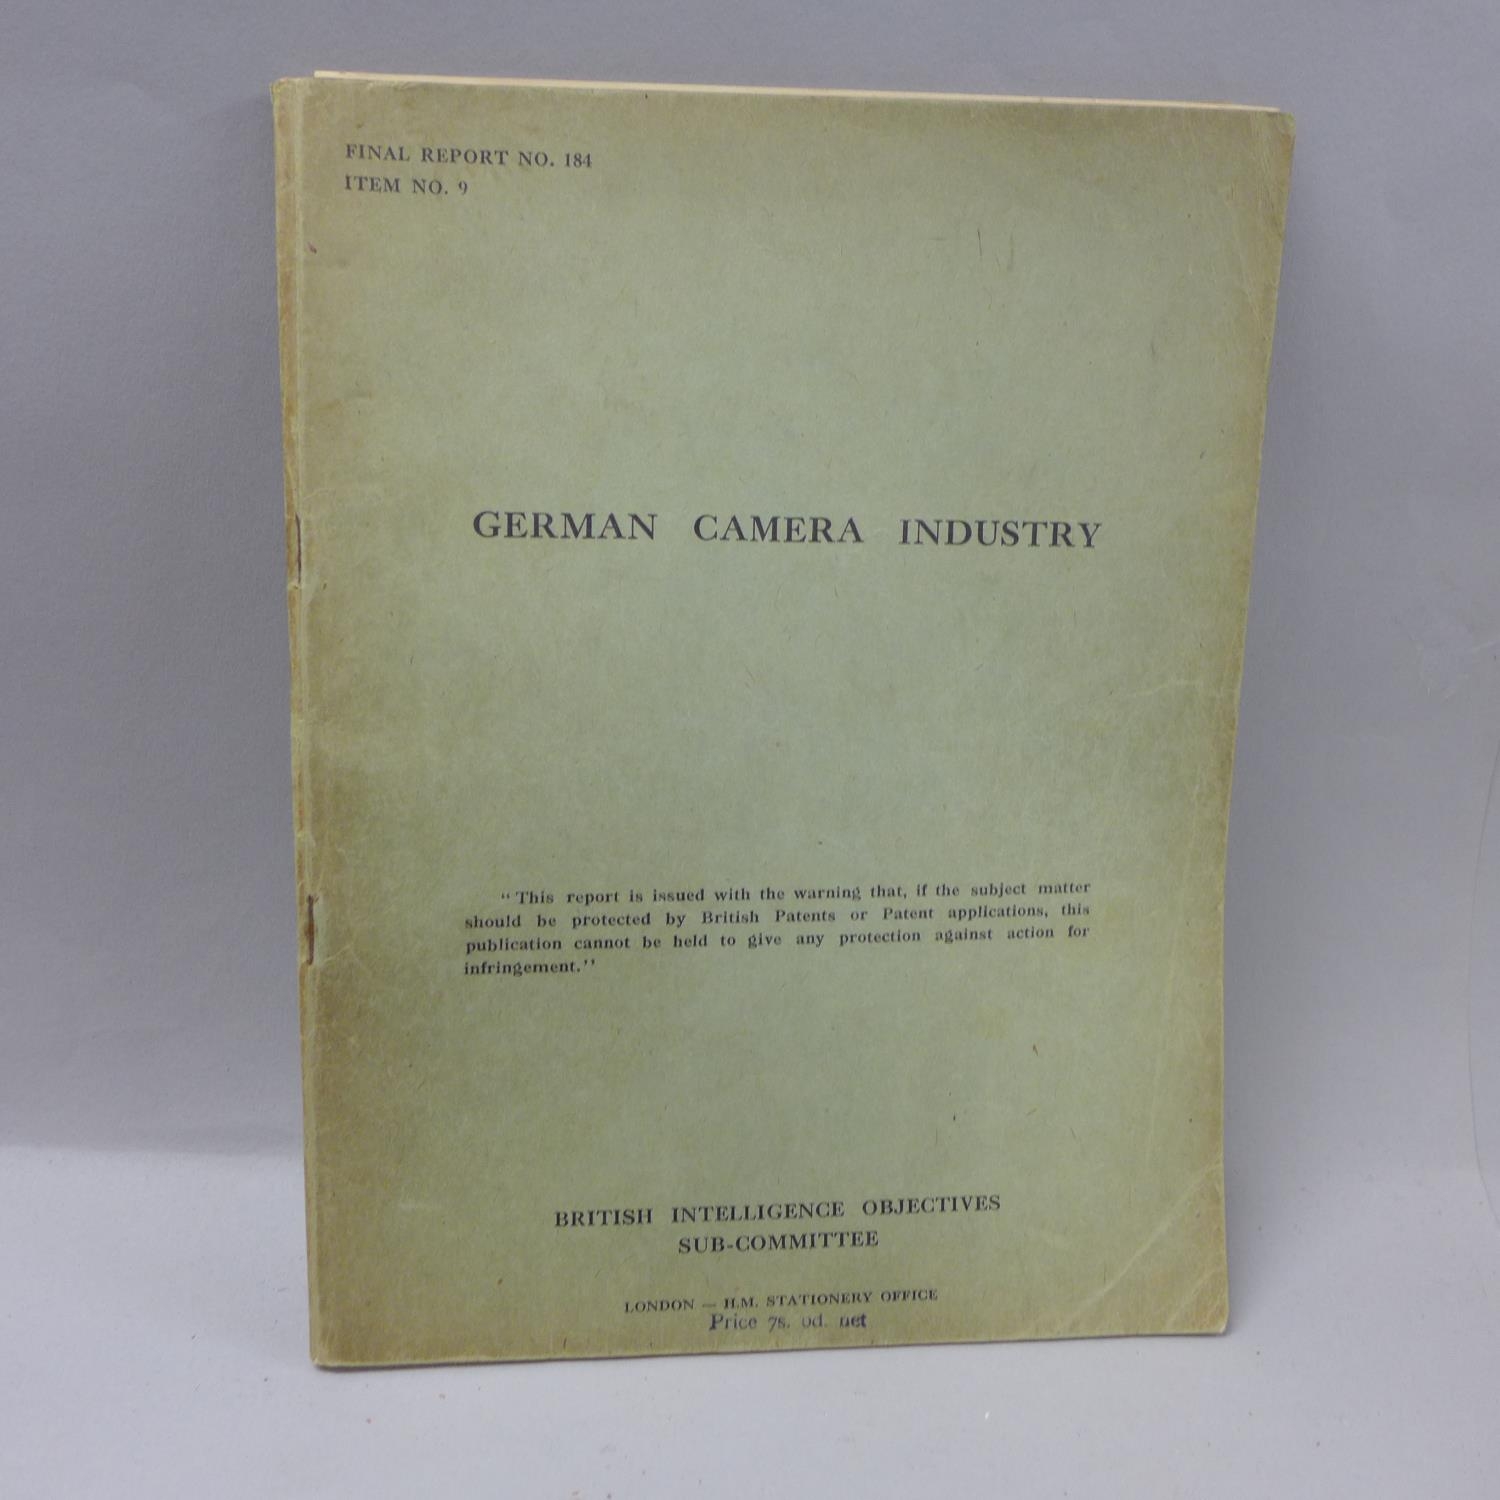 FINAL REPORT NO. 184
ITEM NO. 9
GERMAN CAMERA INDUSTRY
“This report is issued with the warning that, if the subject matter
should be protected by British Patents or Patent applications, this
publication cannot be held to give any protection against action for
infringement.”
BRITISH INTELLIGENCE OBJECTIVES
SUB-COMMITTEE
LONDON — H.M. STATIONERY OFFICE
Price 7s. 0d. net